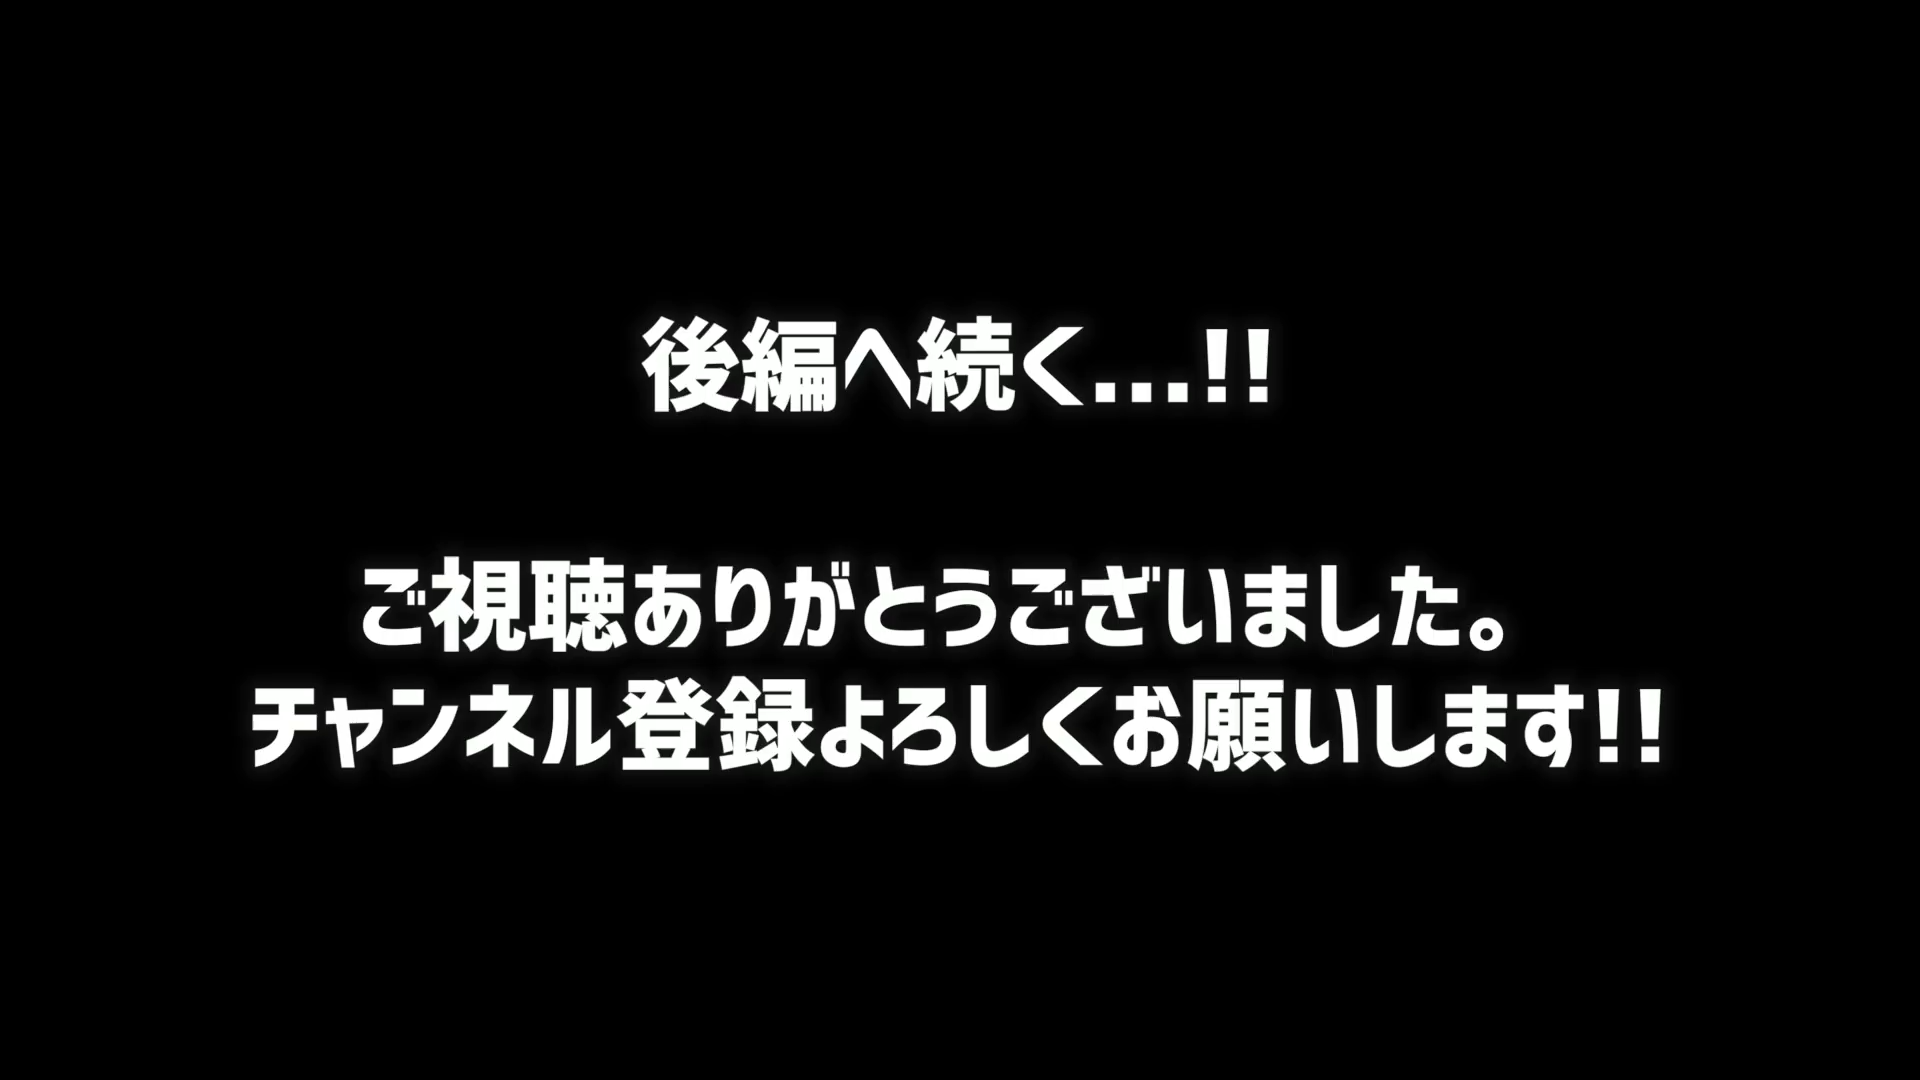 後編へ続く...!!
ご視聴ありがとうございました。
チャンネル登録よろしくお願いします!!